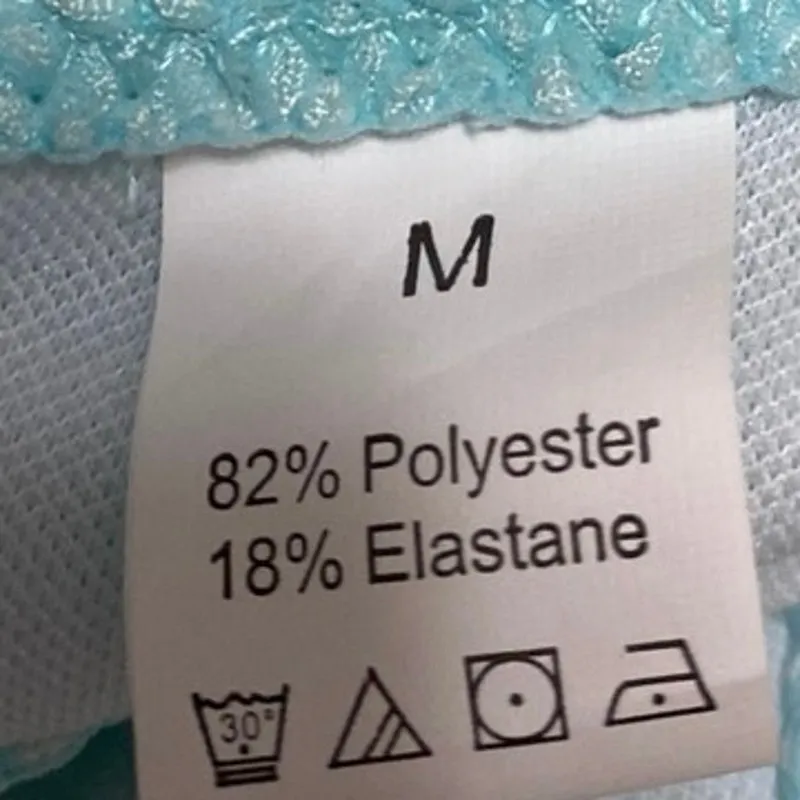 M
82% Polyester
18% Elastane
30°